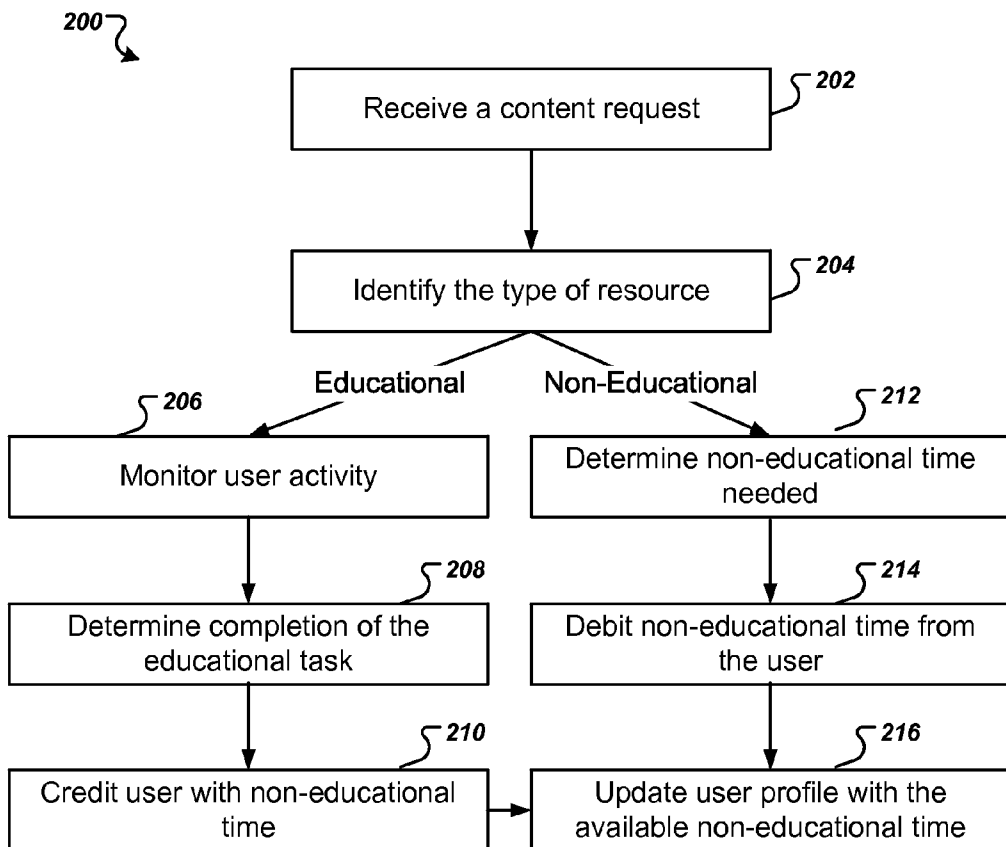 200
202
Receive a content request
204
Identify the type of resource
Educational
Non-Educational
206
Monitor user activity
212
Determine non-educational time
needed
208
Determine completion of the
educational task
214
Debit non-educational time from
the user
210
Credit user with non-educational
time
216
Update user profile with the
available non-educational time